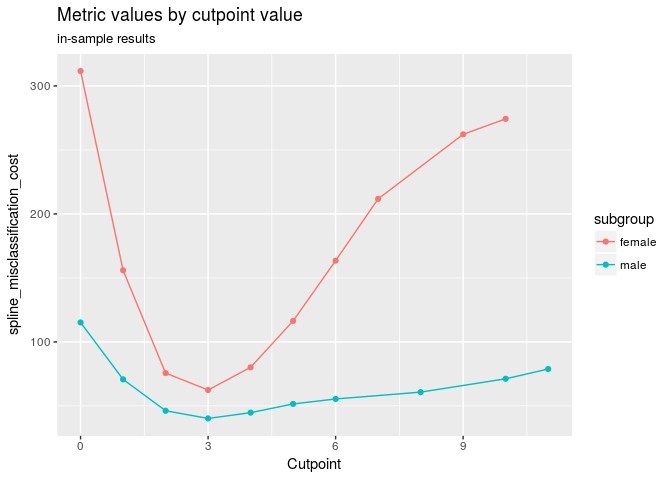 Metric values by cutpoint value
in-sample results
300
200
100
spline_misclassification_cost
0 3 6 9
Cutpoint
subgroup
female
male